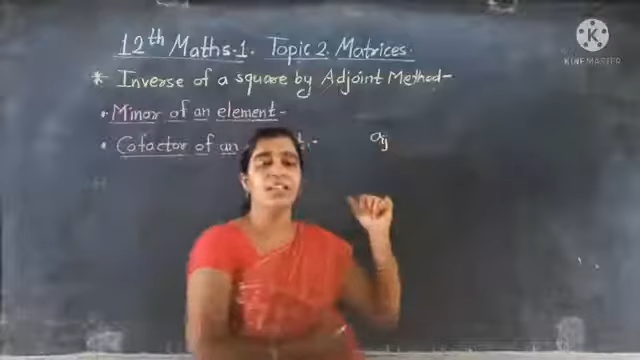 12th Maths.1. Topic 2. Matrices.
* Inverse of a square by Adjoint Method-
• Minor of an element-
• Cofactor of an t.-
aij
K
KINEMASTER